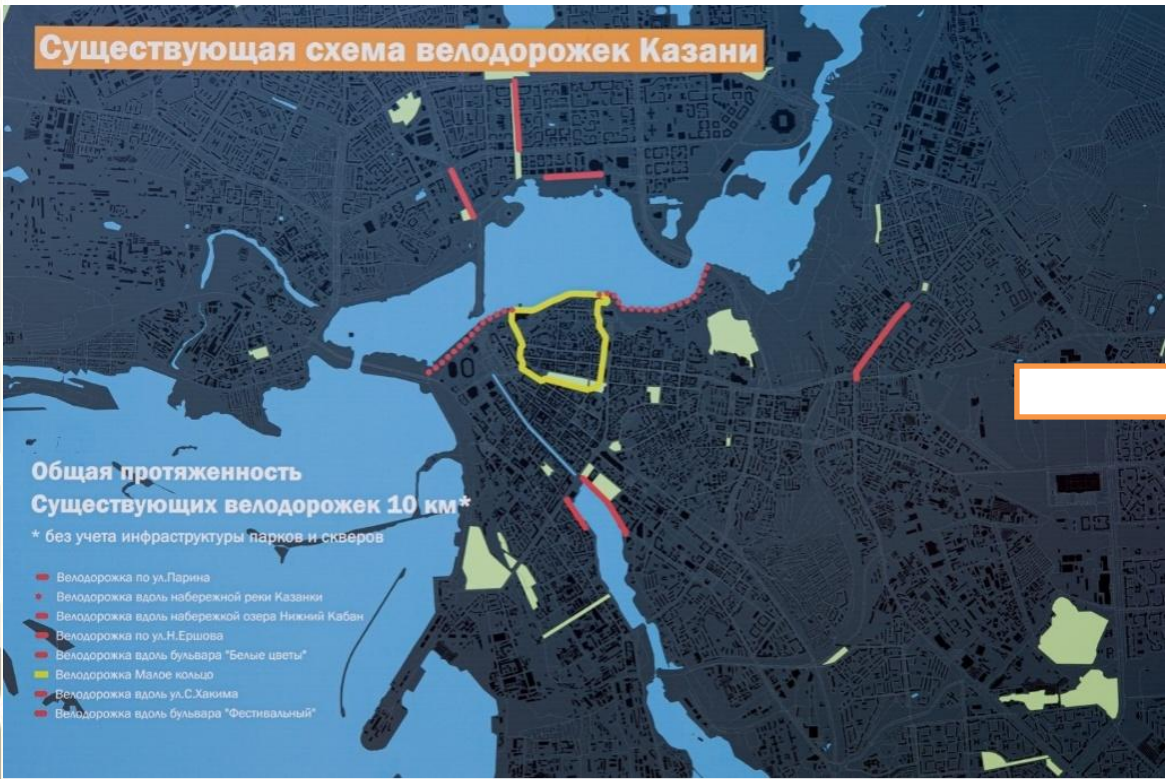 Существующая схема велодорожек Казани
Общая протяженность
Существующих велодорожек 10 км*
* без учета инфраструктуры парков и скверов
Велодорожка по ул.Парина
Велодорожка вдоль набережной реки Казанки
Велодорожка вдоль набережкой озера Нижний Кабан
Велодорожка по ул.Н.Ершова
Велодорожка вдоль бульвара "Белые цветы"
Велодорожка Малое кольцо
Велодорожка вдоль ул.С.Хакима
Велодорожка вдоль бульвара "Фестивальный"